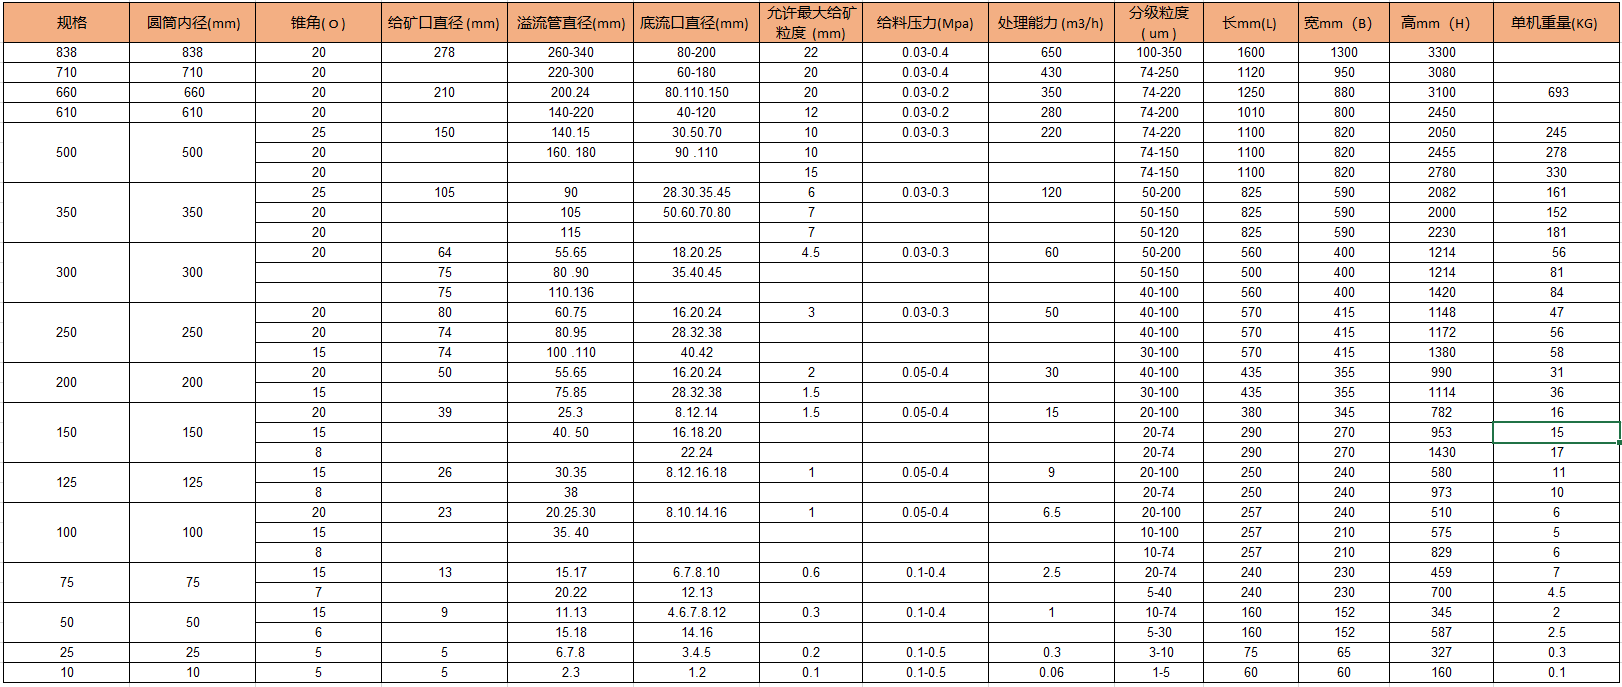 规格 圆筒内径(mm) 锥角( O ) 给矿口直径 (mm) 溢流管直径(mm) 底流口直径(mm) 允许最大给矿粒度 (mm) 给料压力(Mpa) 处理能力 (m3/h) 分级粒度 ( um ) 长mm(L) 宽mm（B） 高mm（H） 单机重量(KG)
838 838 20 278 260-340 80-200 22 0.03-0.4 650 100-350 1600 1300 3300
710 710 20 220-300 60-180 20 0.03-0.4 430 74-250 1120 950 3080
660 660 20 210 200.24 80.110.150 20 0.03-0.2 350 74-220 1250 880 3100 693
610 610 20 140-220 40-120 12 0.03-0.2 280 74-200 1010 800 2450
500 500 25 150 140.15 30.50.70 10 0.03-0.3 220 74-220 1100 820 2050 245
20 160. 180 90 .110 10 74-150 1100 820 2455 278
20 15 74-150 1100 820 2780 330
350 350 25 105 90 28.30.35.45 6 0.03-0.3 120 50-200 825 590 2082 161
20 105 50.60.70.80 7 50-150 825 590 2000 152
20 115 7 50-120 825 590 2230 181
300 300 20 64 55.65 18.20.25 4.5 0.03-0.3 60 50-200 560 400 1214 56
75 80 .90 35.40.45 50-150 500 400 1214 81
75 110.136 40-100 560 400 1420 84
250 250 20 80 60.75 16.20.24 3 0.03-0.3 50 40-100 570 415 1148 47
20 74 80.95 28.32.38 40-100 570 415 1172 56
15 74 100 .110 40.42 30-100 570 415 1380 58
200 200 20 50 55.65 16.20.24 2 0.05-0.4 30 40-100 435 355 990 31
15 75.85 28.32.38 1.5 30-100 435 355 1114 36
150 150 20 39 25.3 8.12.14 1.5 0.05-0.4 15 20-100 380 345 782 16
15 40. 50 16.18.20 20-74 290 270 953 15
8 22.24 20-74 290 270 1430 17
125 125 15 26 30.35 8.12.16.18 1 0.05-0.4 9 20-100 250 240 580 11
8 38 20-74 250 240 973 10
100 100 20 23 20.25.30 8.10.14.16 1 0.05-0.4 6.5 20-100 257 240 510 6
15 35. 40 10-100 257 210 575 5
8 10-74 257 210 829 6
75 75 15 13 15.17 6.7.8.10 0.6 0.1-0.4 2.5 20-74 240 230 459 7
7 20.22 12.13 5-40 240 230 700 4.5
50 50 15 9 11.13 4.6.7.8.12 0.3 0.1-0.4 1 10-74 160 152 345 2
6 15.18 14.16 5-30 160 152 587 2.5
25 25 5 5 6.7.8 3.4.5 0.2 0.1-0.5 0.3 3-10 75 65 327 0.3
10 10 5 5 2.3 1.2 0.1 0.1-0.5 0.06 1-5 60 60 160 0.1